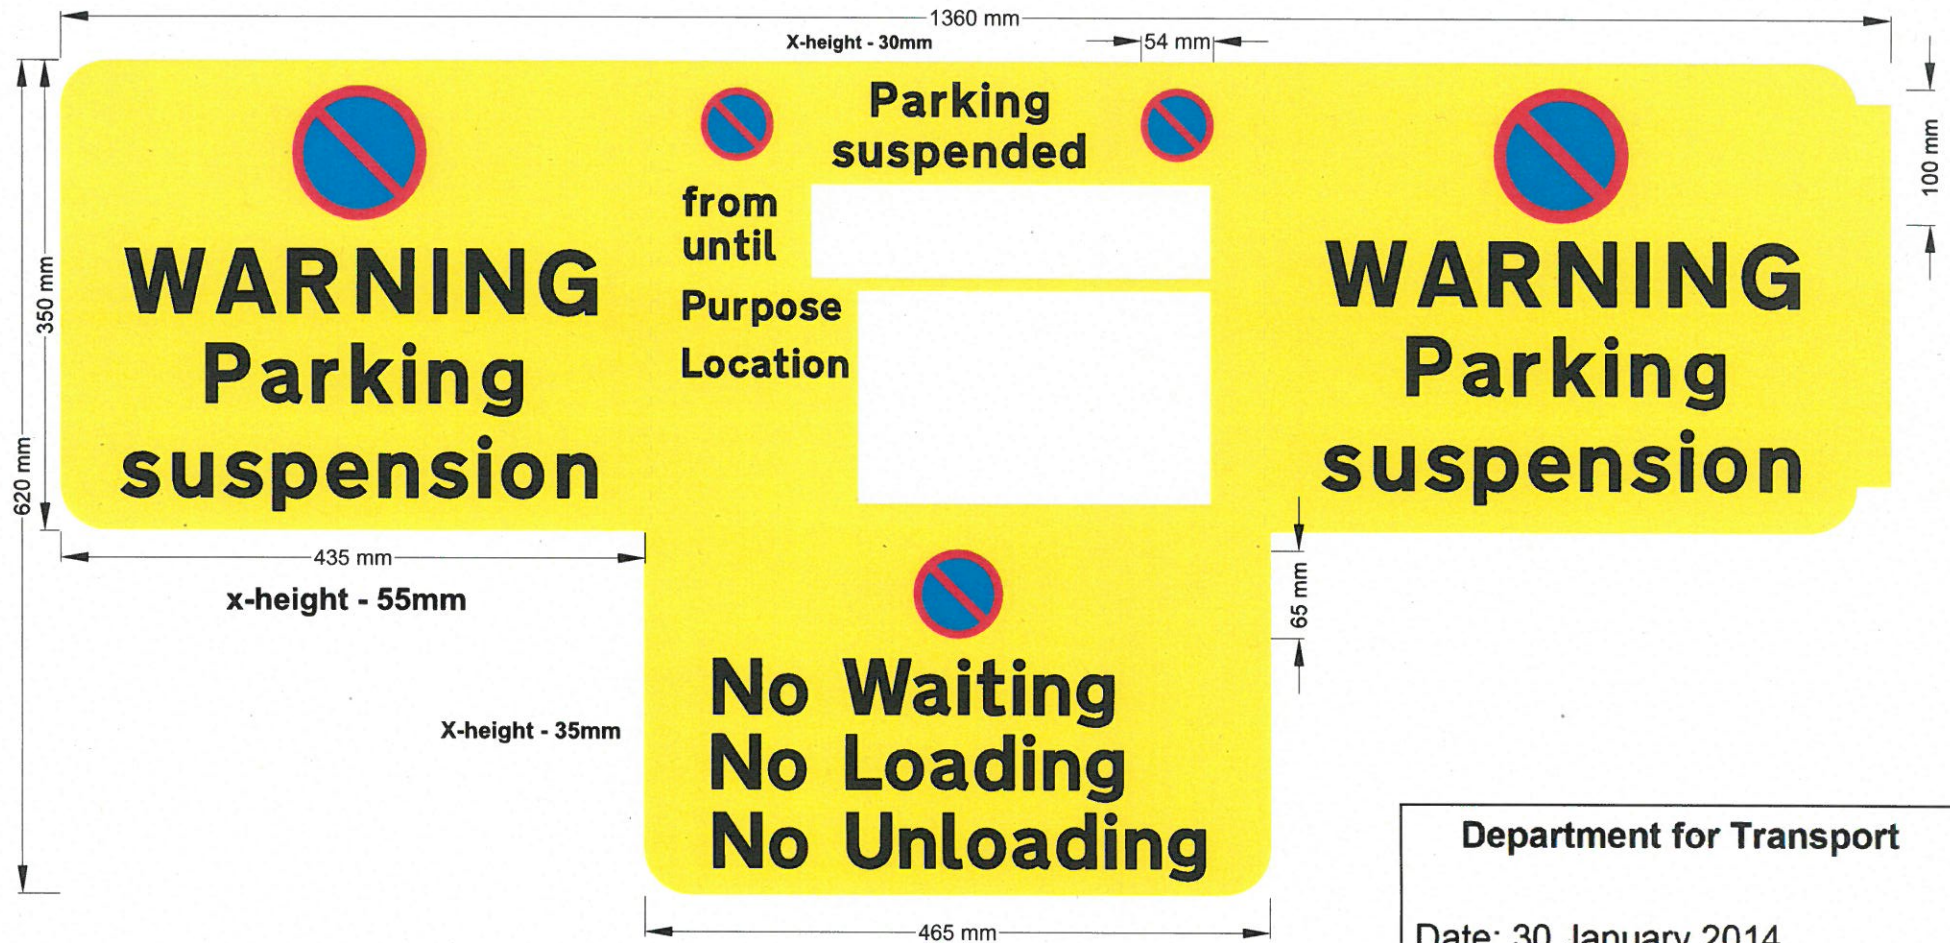 1360 mm
X-height - 30mm
54 mm
100 mm
350 mm
620 mm
WARNING
Parking
suspension
Parking
suspended
from
until
Purpose
Location
WARNING
Parking
suspension
435 mm
x-height - 55mm
65 mm
X-height - 35mm
No Waiting
No Loading
No Unloading
465 mm
Department for Transport
Date: 30 January 2014